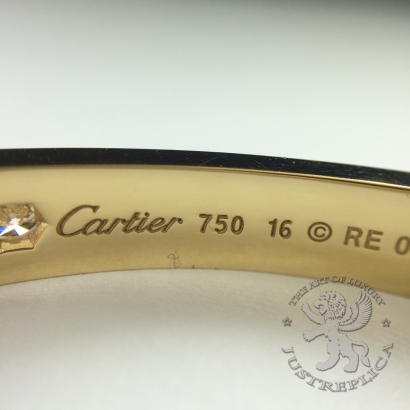 Cartier 750 16 © RE 0
THE ART OF LUXURY
JUSTREPLICA